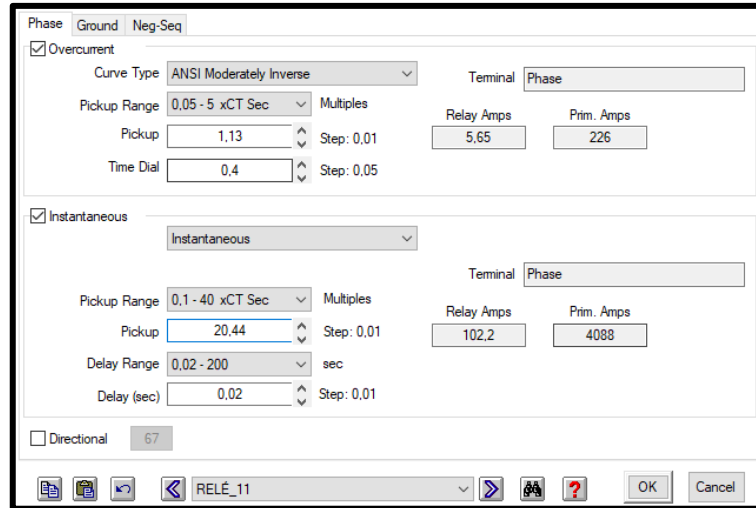 Phase Ground Neg-Seq
Overcurrent
Curve Type ANSI Moderately Inverse Terminal Phase
Pickup Range 0,05 - 5 xCT Sec Multiples Relay Amps Prim. Amps
Pickup 1,13 Step: 0,01 5,65 226
Time Dial 0,4 Step: 0,05
Instantaneous
Instantaneous
Terminal Phase
Pickup Range 0,1 - 40 xCT Sec Multiples Relay Amps Prim. Amps
Pickup 20,44 Step: 0,01 102,2 4088
Delay Range 0,02 - 200 sec
Delay (sec) 0,02 Step: 0,01
Directional 67
RELÉ_11 ? OK Cancel